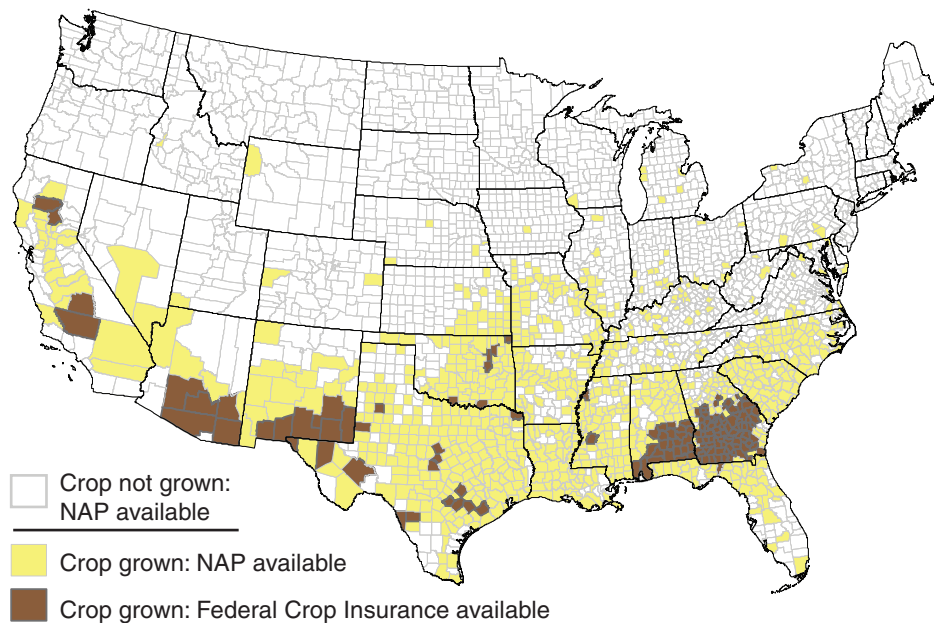 Crop not grown:
NAP available
Crop grown: NAP available
Crop grown: Federal Crop Insurance available